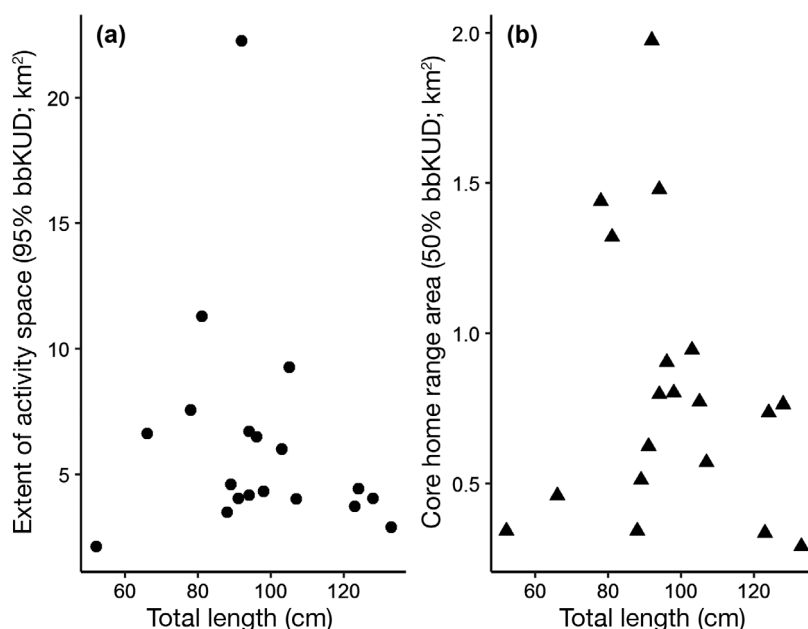 (a)
Extent of activity space (95% bbKUD; km²)
20
15
10
5
60 80 100 120
Total length (cm)
(b)
Core home range area (50% bbKUD; km²)
2.0
1.5
1.0
0.5
60 80 100 120
Total length (cm)